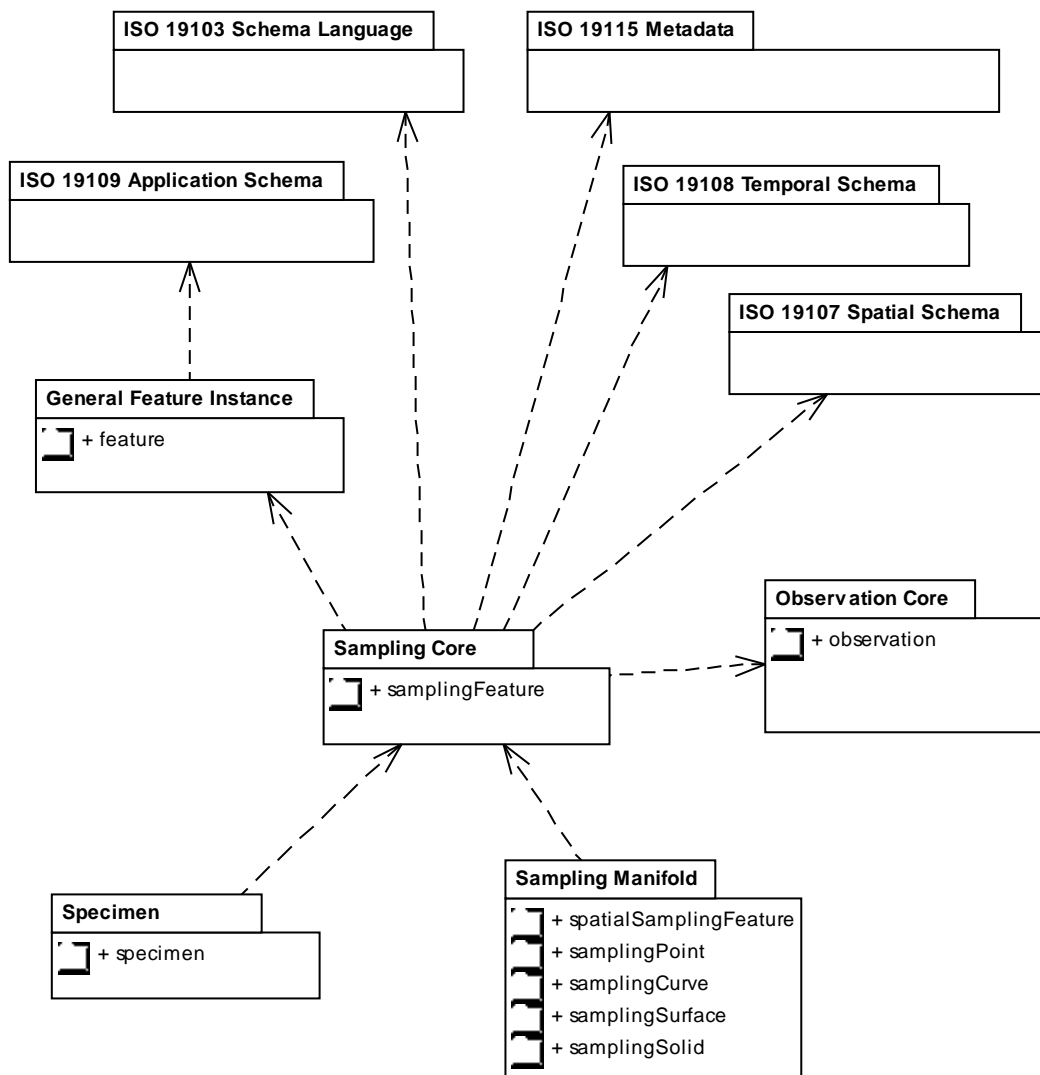 ISO 19103 Schema Language
ISO 19115 Metadata
ISO 19109 Application Schema
ISO 19108 Temporal Schema
ISO 19107 Spatial Schema
General Feature Instance
+ feature
Observation Core
+ observation
Sampling Core
+ samplingFeature
Sampling Manifold
+ spatialSamplingFeature
+ samplingPoint
+ samplingCurve
+ samplingSurface
+ samplingSolid
Specimen
+ specimen